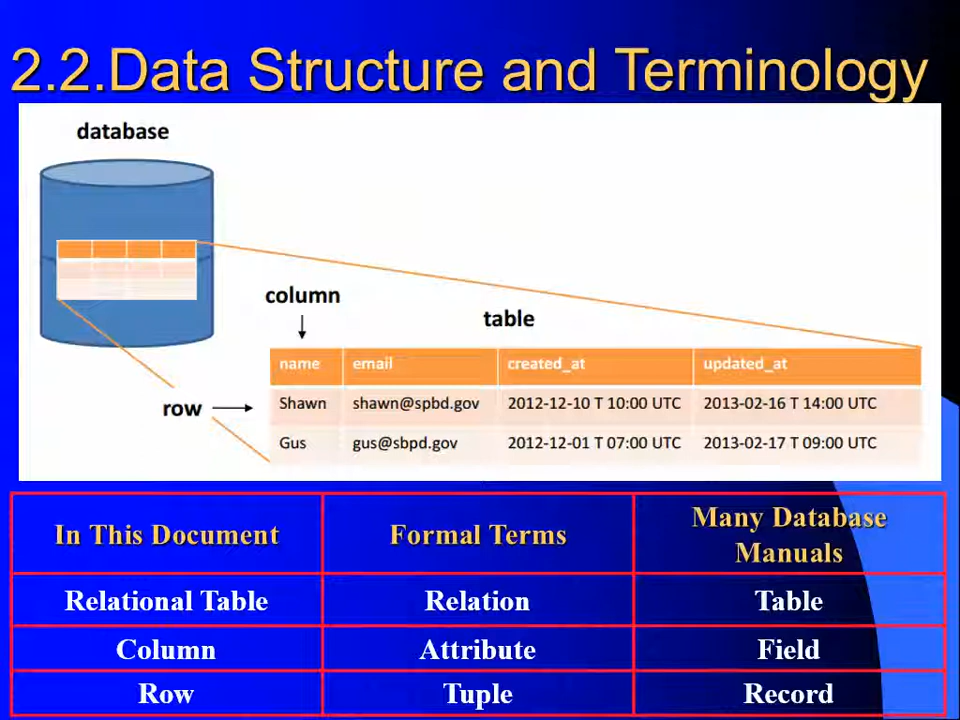 2.2.Data Structure and Terminology
database
column
table
name email created_at updated_at
row
Shawn shawn@spbd.gov 2012-12-10 T 10:00 UTC 2013-02-16 T 14:00 UTC
Gus gus@sbpd.gov 2012-12-01 T 07:00 UTC 2013-02-17 T 09:00 UTC
In This Document Formal Terms Many Database
Manuals
Relational Table Relation Table
Column Attribute Field
Row Tuple Record